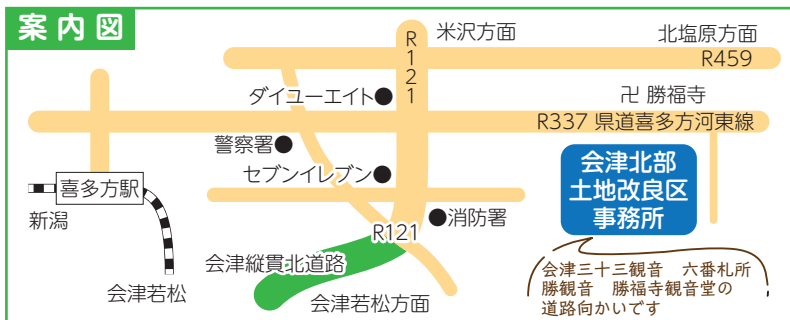 案内図
米沢方面
北塩原方面
R121
R459
ダイユーエイト
卍 勝福寺
R337 県道喜多方河東線
警察署
セブンイレブン
会津北部
土地改良区
事務所
喜多方駅
新潟
消防署
R121
会津縦貫北道路
会津若松
会津若松方面
会津三十三観音 六番札所
勝観音 勝福寺観音堂の
道路向かいです